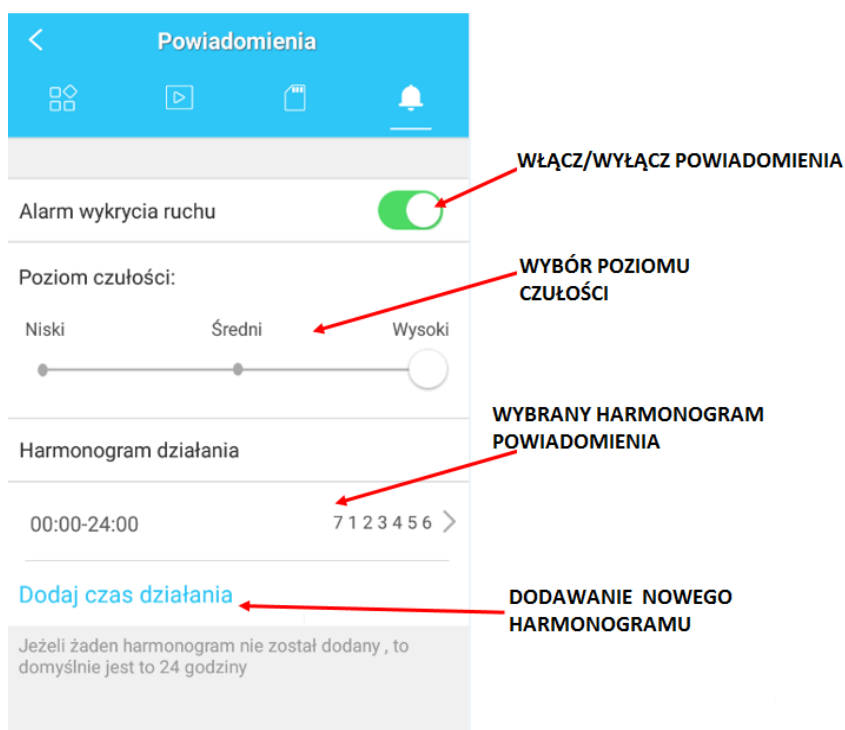 Powiadomienia
WŁĄCZ/WYŁĄCZ POWIADOMIENIA
Alarm wykrycia ruchu
Poziom czułości:
WYBÓR POZIOMU
CZUŁOŚCI
Niski Średni Wysoki
WYBRANY HARMONOGRAM
POWIADOMIENIA
Harmonogram działania
00:00-24:00 7 1 2 3 4 5 6
Dodaj czas działania
DODAWANIE NOWEGO
HARMONOGRAMU
Jeżeli żaden harmonogram nie został dodany , to
domyślnie jest to 24 godziny